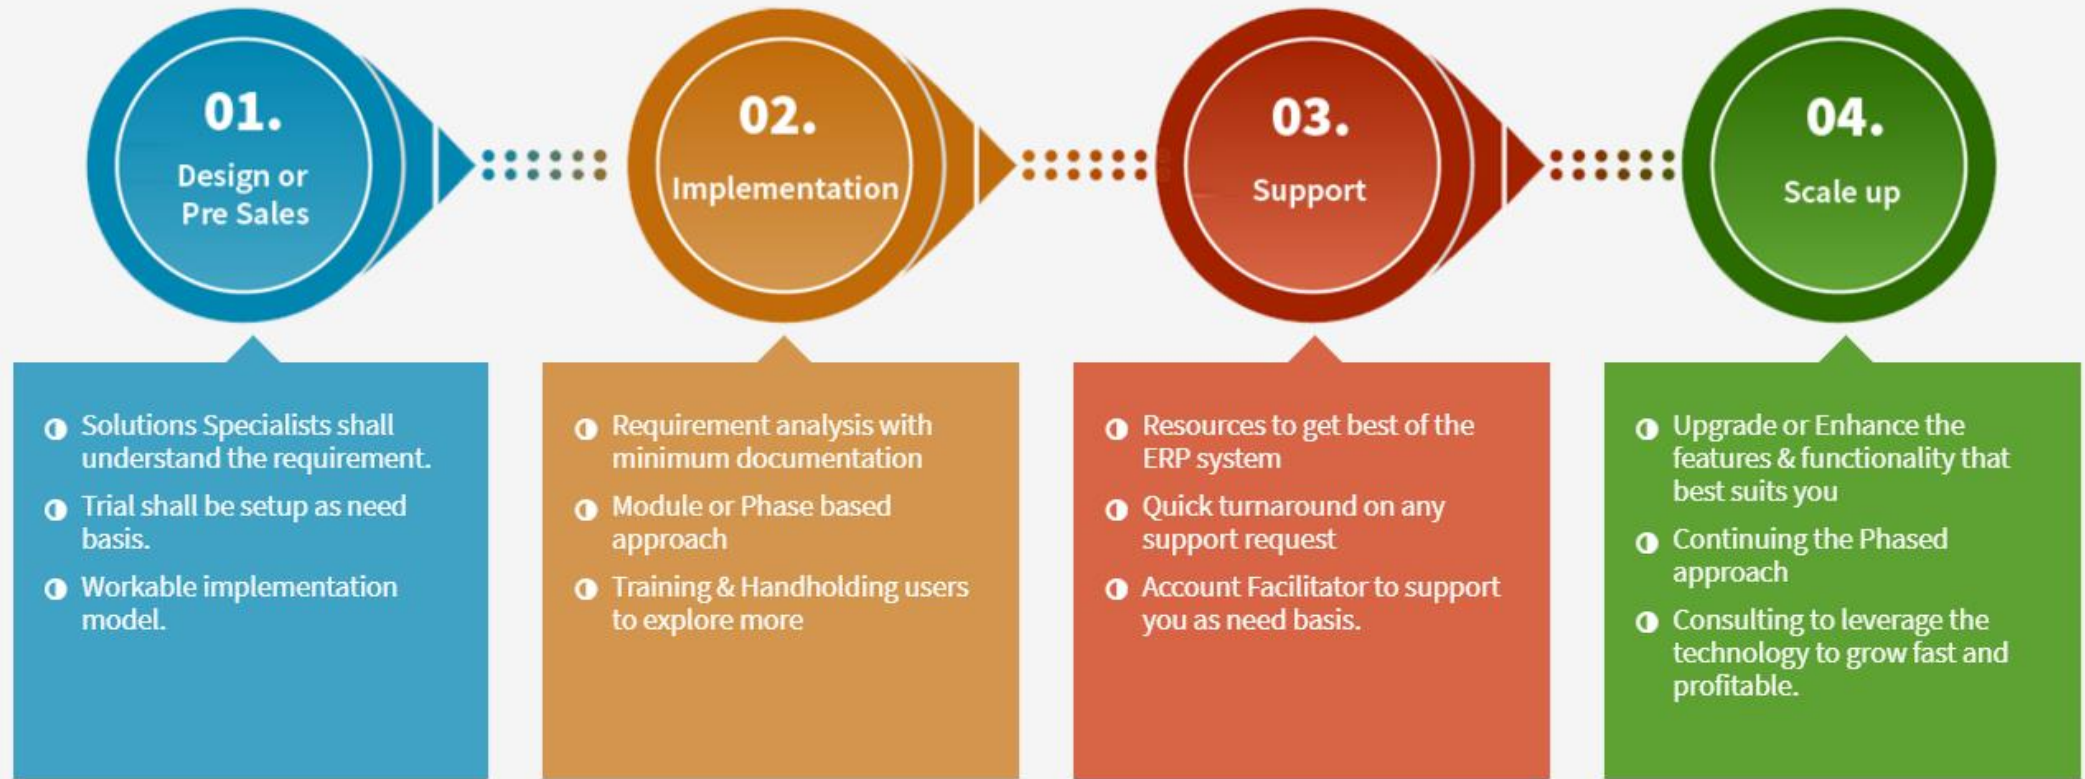 01.
Design or
Pre Sales
Solutions Specialists shall
understand the requirement.
Trial shall be setup as need
basis.
Workable implementation
model.
02.
Implementation
Requirement analysis with
minimum documentation
Module or Phase based
approach
Training & Handholding users
to explore more
03.
Support
Resources to get best of the
ERP system
Quick turnaround on any
support request
Account Facilitator to support
you as need basis.
04.
Scale up
Upgrade or Enhance the
features & functionality that
best suits you
Continuing the Phased
approach
Consulting to leverage the
technology to grow fast and
profitable.